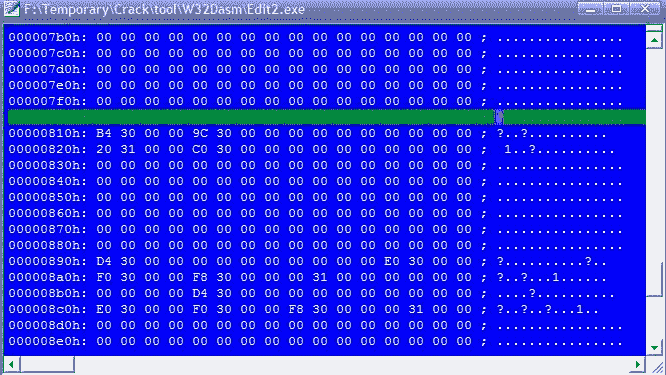 F:\Temporary\Crack\tool\W32Dasm\Edit2.exe
000007b0h: 00 00 00 00 00 00 00 00 00 00 00 00 00 00 00 00 ; ................
000007c0h: 00 00 00 00 00 00 00 00 00 00 00 00 00 00 00 00 ; ................
000007d0h: 00 00 00 00 00 00 00 00 00 00 00 00 00 00 00 00 ; ................
000007e0h: 00 00 00 00 00 00 00 00 00 00 00 00 00 00 00 00 ; ................
000007f0h: 00 00 00 00 00 00 00 00 00 00 00 00 00 00 00 00 ; ................
00000810h: B4 30 00 00 9C 30 00 00 00 00 00 00 00 00 00 00 ; ?..?..........
00000820h: 20 31 00 00 C0 30 00 00 00 00 00 00 00 00 00 00 ;  1..?..........
00000830h: 00 00 00 00 00 00 00 00 00 00 00 00 00 00 00 00 ; ................
00000840h: 00 00 00 00 00 00 00 00 00 00 00 00 00 00 00 00 ; ................
00000850h: 00 00 00 00 00 00 00 00 00 00 00 00 00 00 00 00 ; ................
00000860h: 00 00 00 00 00 00 00 00 00 00 00 00 00 00 00 00 ; ................
00000870h: 00 00 00 00 00 00 00 00 00 00 00 00 00 00 00 00 ; ................
00000880h: 00 00 00 00 00 00 00 00 00 00 00 00 00 00 00 00 ; ................
00000890h: D4 30 00 00 00 00 00 00 00 00 00 00 E0 30 00 00 ; ?..........?..
000008a0h: F0 30 00 00 F8 30 00 00 00 31 00 00 00 00 00 00 ; ?..?...1......
000008b0h: 00 00 00 00 D4 30 00 00 00 00 00 00 00 00 00 00 ; ....?..........
000008c0h: E0 30 00 00 F0 30 00 00 F8 30 00 00 00 31 00 00 ; ?..?..?...1..
000008d0h: 00 00 00 00 00 00 00 00 00 00 00 00 00 00 00 00 ; ................
000008e0h: 00 00 00 00 00 00 00 00 00 00 00 00 00 00 00 00 ; ................